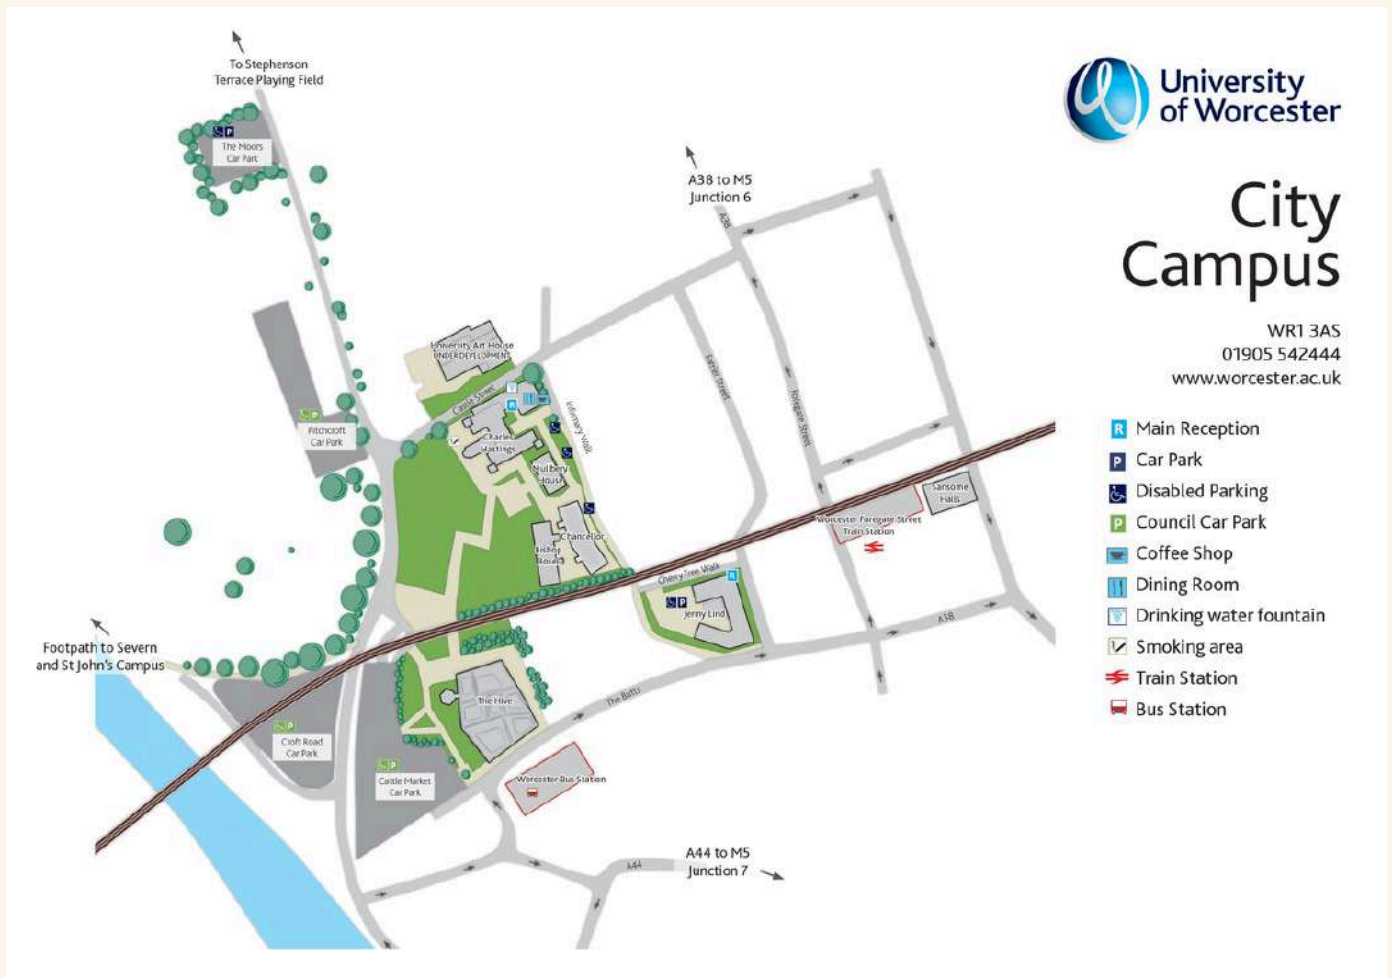 To Stephenson
Terrace Playing Field
P
The Moors
Car Park
University
of Worcester
A38 to M5
Junction 6
A38
City
Campus
WR1 3AS
01905 542444
www.worcester.ac.uk
University Art House
UNDERDEVELOPMENT
Castle Street
R
Infirmary Walk
Farrier Street
Foregate Street
P
Pitchcroft
Car Park
Charles
Hastings
Mulbery
House
Chancellor
Bishop
Bosel
R Main Reception
P Car Park
Disabled Parking
P Council Car Park
Coffee Shop
Dining Room
Drinking water fountain
Smoking area
Train Station
Bus Station
Sansome
Halls
Worcester Foregate Street
Train Station
Cherry Tree Walk
R
P
Jenny Lind
A38
Footpath to Severn
and St John's Campus
The Hive
The Butts
P
Croft Road
Car Park
P
Cattle Market
Car Park
Worcester Bus Station
A44
A44 to M5
Junction 7